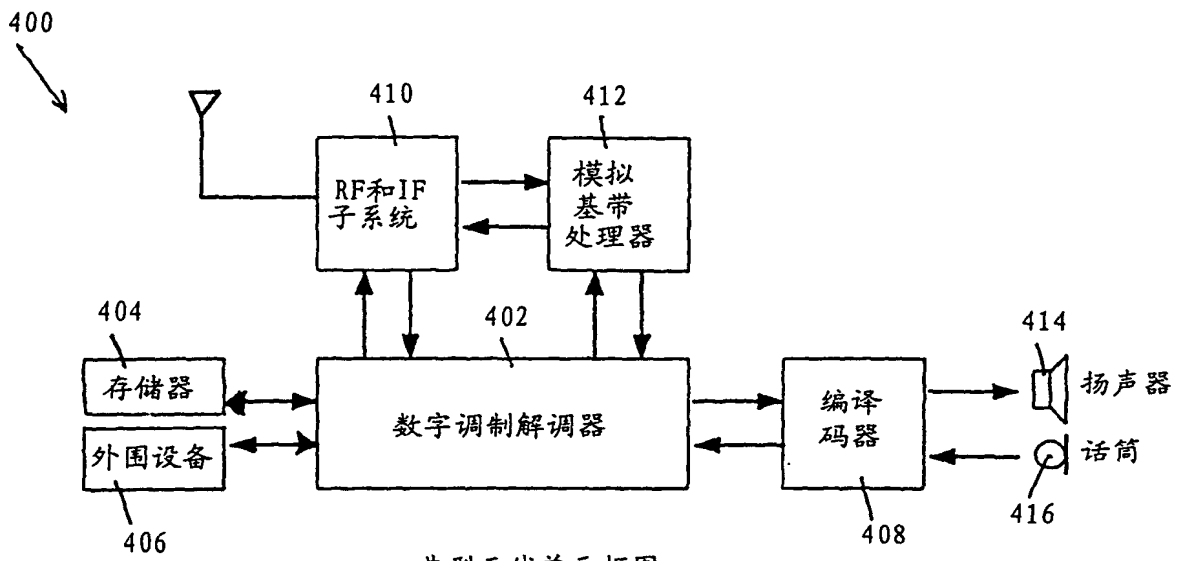 400
410
412
RF和IF
子系统
模拟
基带
处理器
404
402
414
存储器
数字调制解调器
编译
码器
扬声器
外围设备
话筒
406
408
416